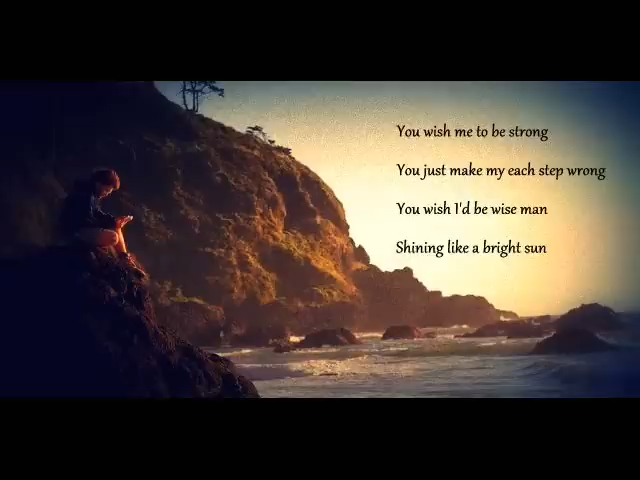 You wish me to be strong
You just make my each step wrong
You wish I'd be wise man
Shining like a bright sun